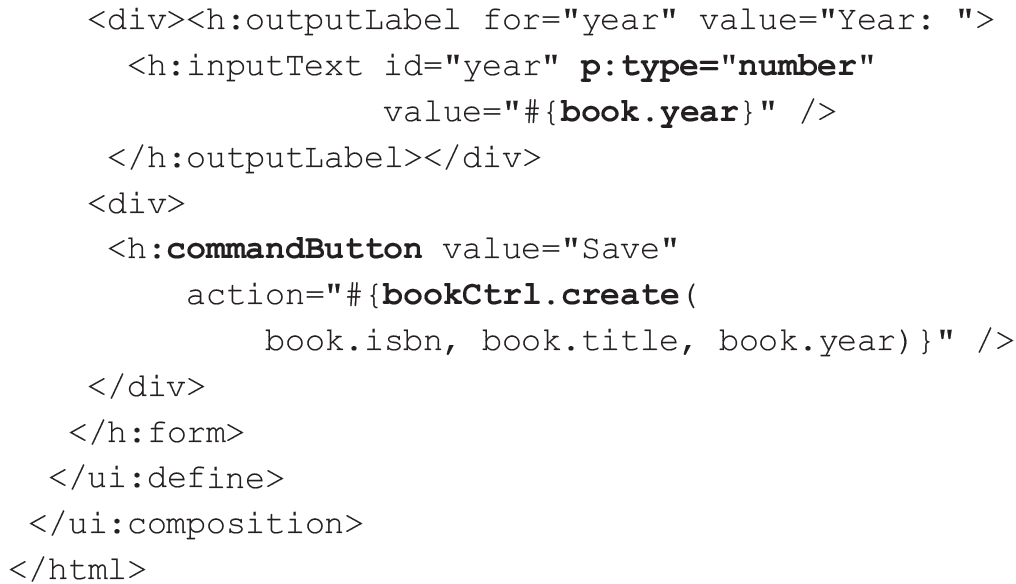 <div><h:outputLabel for="year" value="Year: ">
<h:inputText id="year" p:type="number"
value="#{book.year}" />
</h:outputLabel></div>
<div>
<h:commandButton value="Save"
action="#{bookCtrl.create(
book.isbn, book.title, book.year)}" />
</div>
</h:form>
</ui:define>
</ui:composition>
</html>